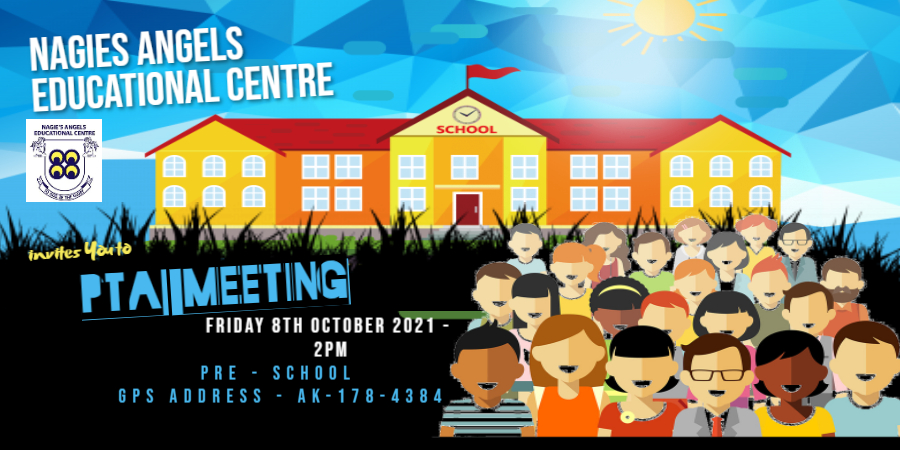 NAGIES ANGELS
EDUCATIONAL CENTRE
NAGIE'S ANGELS
EDUCATIONAL CENTRE
SCHOOL
invites You to
PTA||MEETING|
FRIDAY 8TH OCTOBER 2021 -
2PM
PRE - SCHOOL
GPS ADDRESS - AK-178-4384